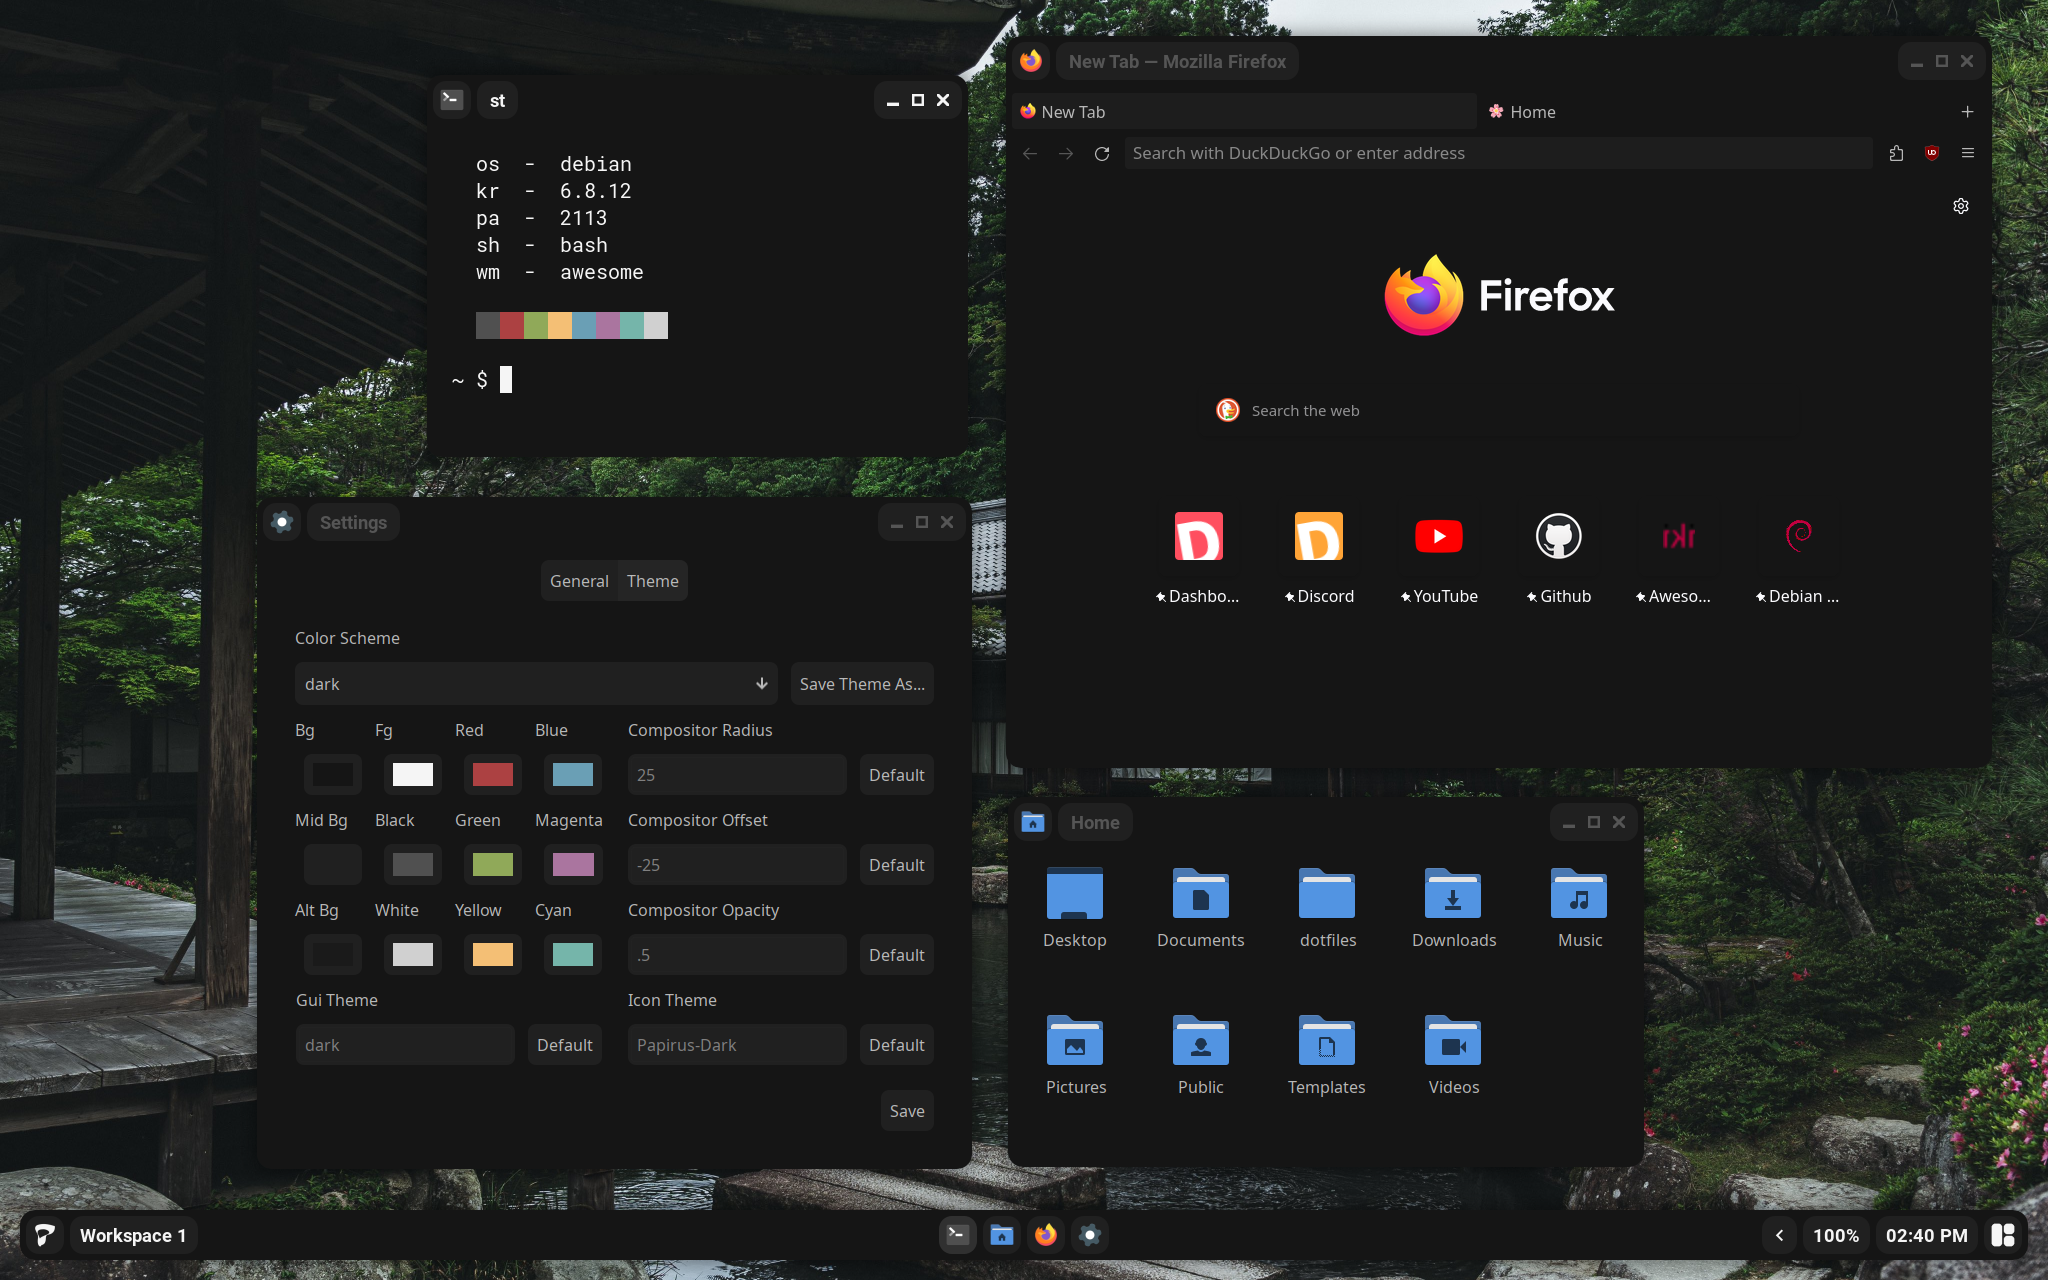 st
os - debian
kr - 6.8.12
pa - 2113
sh - bash
wm - awesome
~ $
New Tab — Mozilla Firefox
New Tab
Home
Search with DuckDuckGo or enter address
Firefox
Search the web
Dashbo...
Discord
YouTube
Github
Aweso...
Debian ...
Settings
General Theme
Color Scheme
dark
Save Theme As...
Bg Fg Red Blue Compositor Radius
25 Default
Mid Bg Black Green Magenta Compositor Offset
-25 Default
Alt Bg White Yellow Cyan Compositor Opacity
.5 Default
Gui Theme Icon Theme
dark Default Papirus-Dark Default
Save
Home
Desktop Documents dotfiles Downloads Music
Pictures Public Templates Videos
Workspace 1
100%
02:40 PM